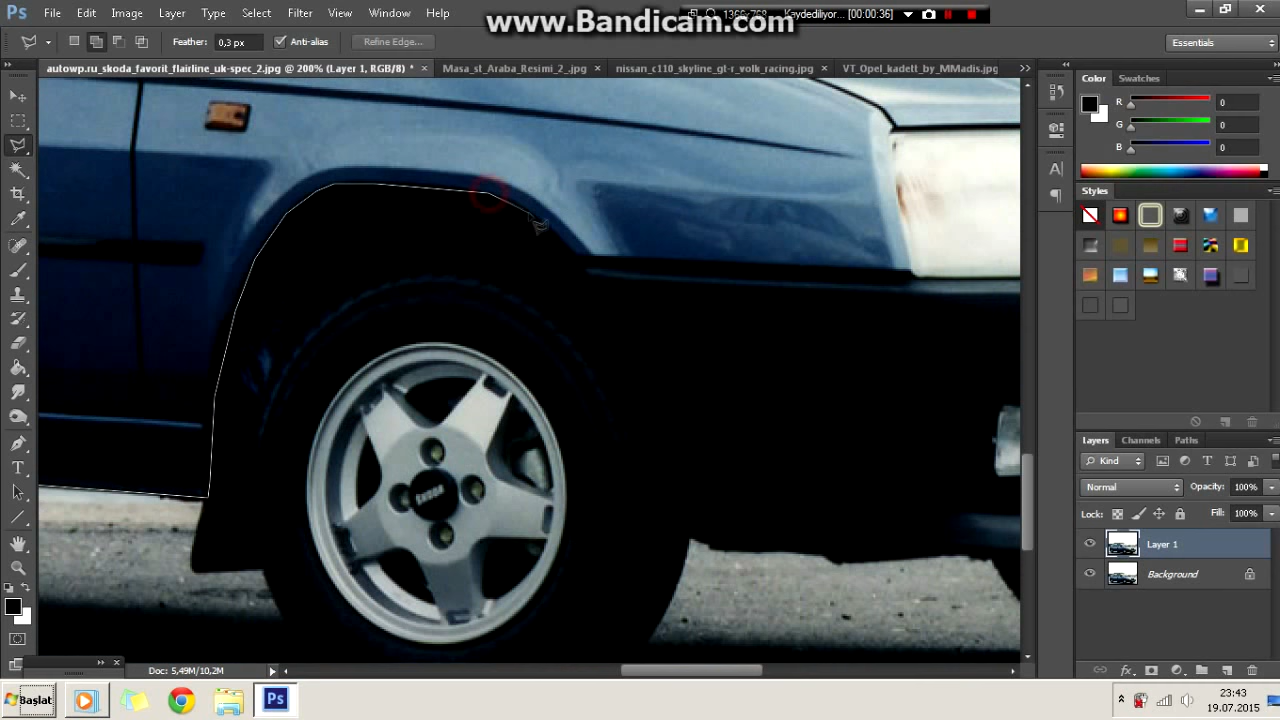 www.Bandicam.com
Ps File Edit Image Layer Type Select Filter View Window Help
1366x768 Kaydediliyor... [00:00:36]
Feather: 0,3 px Anti-alias Refine Edge... Essentials
autowp.ru_skoda_favorit_flairline_uk-spec_2.jpg @ 200% (Layer 1, RGB/8) * Masa_st_Araba_Resimi_2_.jpg nissan_c110_skyline_gt-r_volk_racing.jpg VT_Opel_kadett_by_MMadis.jpg
Color Swatches
R 0
G 0
B 0
Styles
Layers Channels Paths
Kind
Normal Opacity: 100%
Lock: Fill: 100%
Layer 1
Background
Doc: 5,49M/10,2M
Başlat
Ps
23:43
19.07.2015